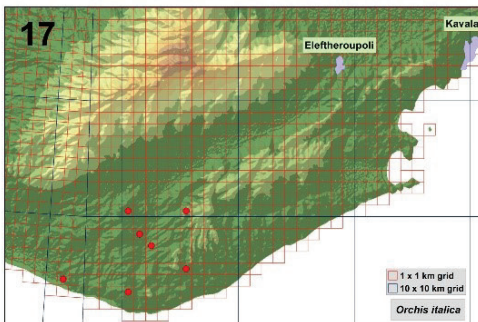 17
Kavala
Eleftheroupoli
1 x 1 km grid
10 x 10 km grid
Orchis italica